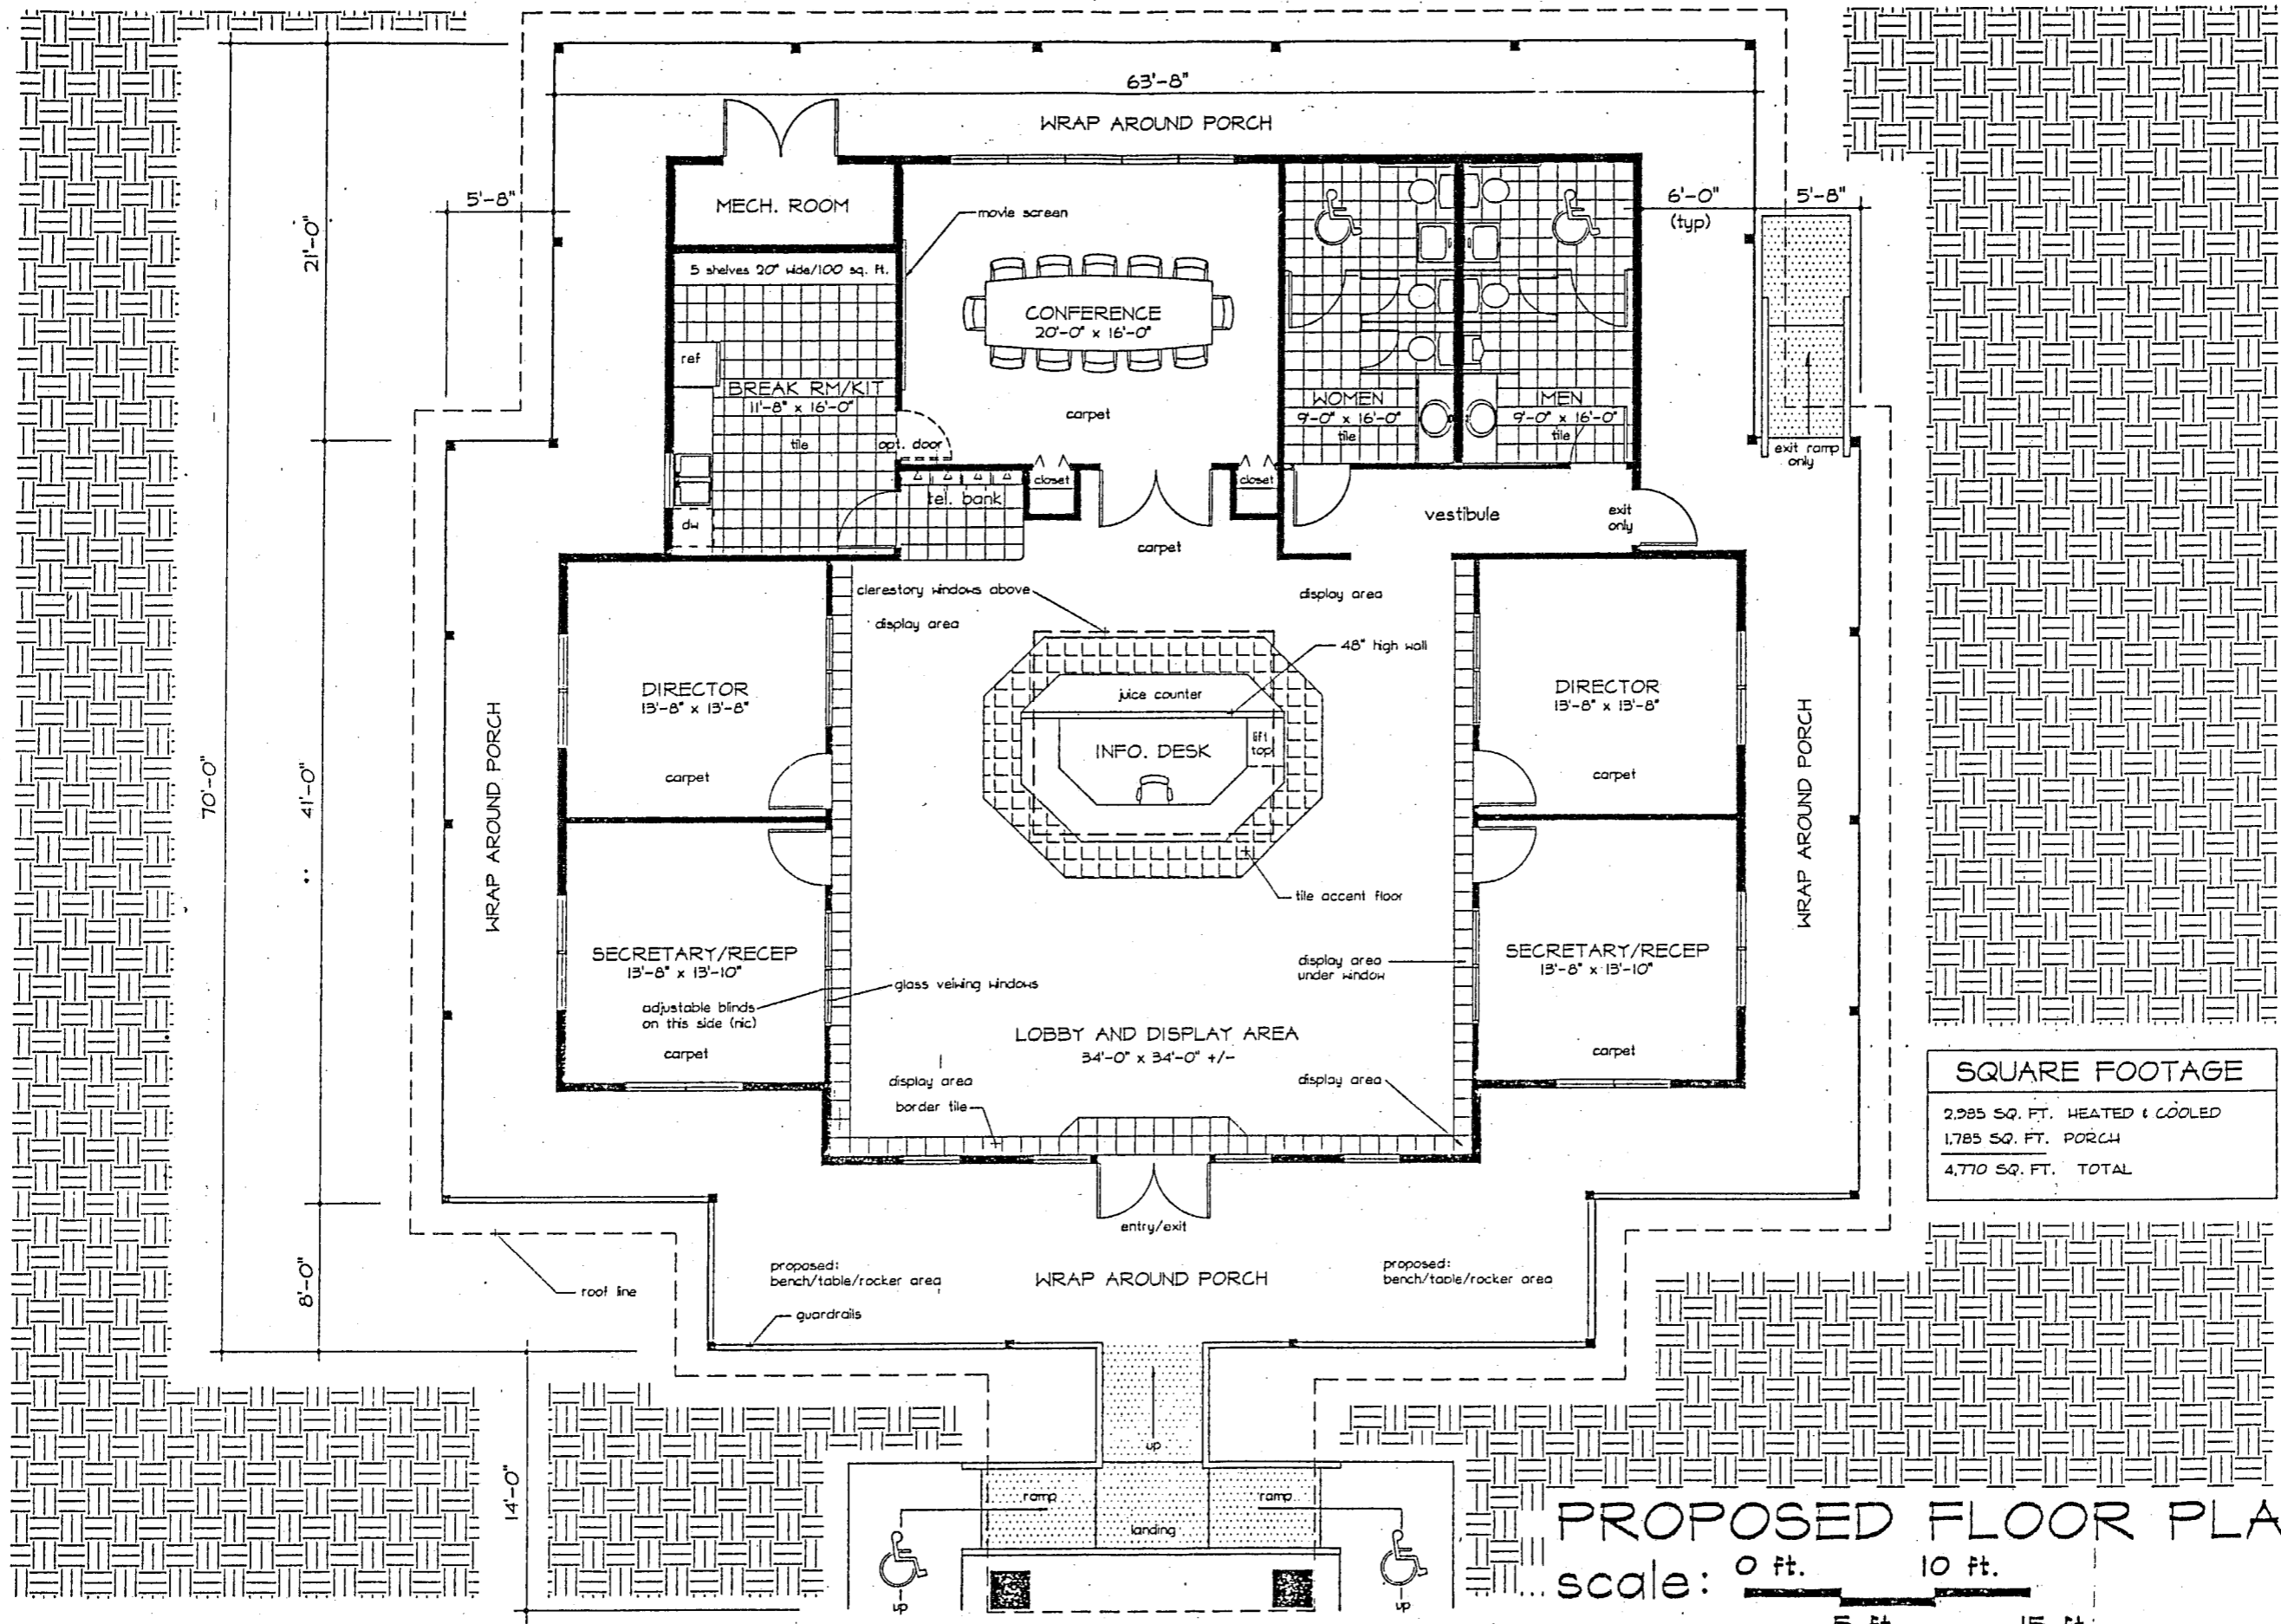 63'-8"
WRAP AROUND PORCH
5'-8"
MECH. ROOM
movie screen
6'-0"
(typ)
5'-8"
21'-0"
5 shelves 20" wide/100 sq. ft.
CONFERENCE
20'-0" x 16'-0"
ref
BREAK RM/KIT
11'-8" x 16'-0"
carpet
WOMEN
9'-0" x 16'-0"
tile
MEN
9'-0" x 16'-0"
tile
tile
opt. door
exit ramp
only
closet
closet
tel. bank
dw
vestibule
exit
only
carpet
clerestory windows above
display area
display area
48" high wall
DIRECTOR
13'-8" x 13'-8"
juice counter
DIRECTOR
13'-8" x 13'-8"
INFO. DESK
lift
top
carpet
carpet
70'-0"
41'-0"
WRAP AROUND PORCH
WRAP AROUND PORCH
tile accent floor
SECRETARY/RECEP
13'-8" x 13'-10"
display area
under window
SECRETARY/RECEP
13'-8" x 13'-10"
glass veiwing windows
adjustable blinds
on this side (nic)
LOBBY AND DISPLAY AREA
34'-0" x 34'-0" +/-
carpet
carpet
display area
display area
border tile
SQUARE FOOTAGE
2,985 SQ. FT. HEATED & COOLED
1,785 SQ. FT. PORCH
4,770 SQ. FT. TOTAL
entry/exit
proposed:
bench/table/rocker area
WRAP AROUND PORCH
proposed:
bench/table/rocker area
8'-0"
roof line
guardrails
up
14'-0"
ramp
ramp
landing
up
up
PROPOSED FLOOR PLA
scale: 0 ft. 10 ft.
5 ft. 15 ft.